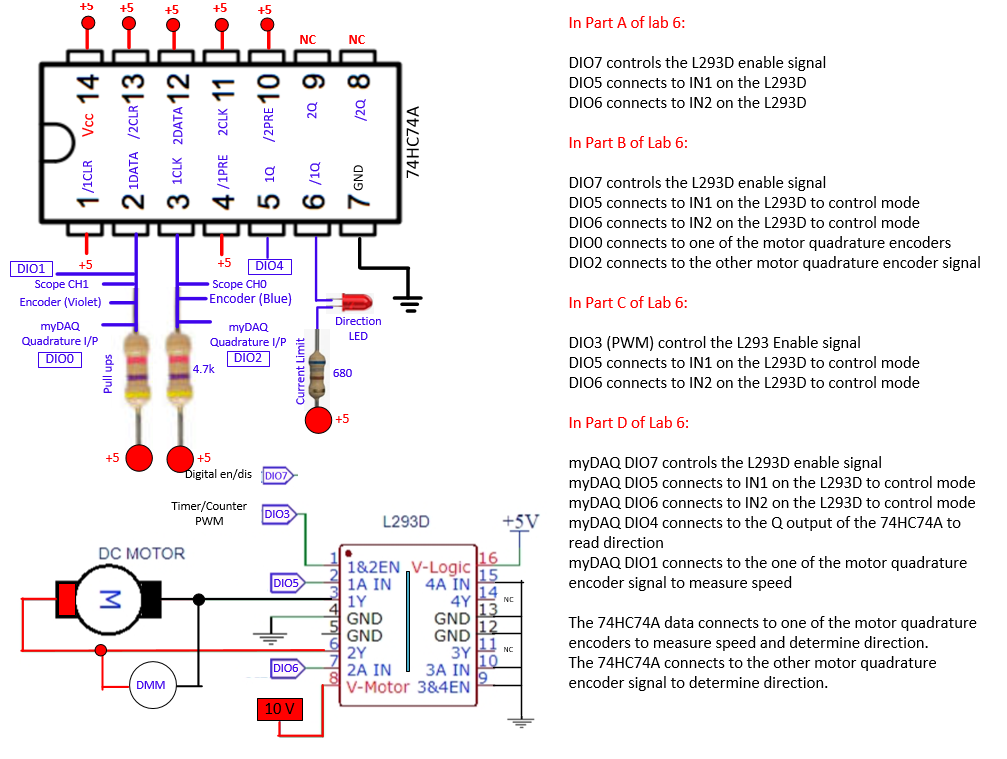 +5 +5 +5 +5 +5
NC NC
14 13 12 11 10 9 8
Vcc /2CLR 2DATA 2CLK /2PRE 2Q /2Q
/1CLR 1DATA 1CLK /1PRE 1Q /1Q GND
1 2 3 4 5 6 7
74HC74A
+5
+5
DIO1
DIO4
Scope CH1
Scope CH0
Encoder (Violet)
Encoder (Blue)
myDAQ
Quadrature I/P
DIO0
myDAQ
Quadrature I/P
DIO2
Direction
LED
Pull ups
4.7k
Current Limit
680
+5
+5
+5
Digital en/dis
DIO7
Timer/Counter
PWM
DIO3
L293D
+5V
DC MOTOR
M
DMM
10 V
DIO5
DIO6
1 1&2EN V-Logic 16
2 1A IN 4A IN 15
3 1Y 4Y 14 NC
4 GND GND 13
5 GND GND 12
6 2Y 3Y 11 NC
7 2A IN 3A IN 10
8 V-Motor 3&4EN 9
In Part A of lab 6:
DIO7 controls the L293D enable signal
DIO5 connects to IN1 on the L293D
DIO6 connects to IN2 on the L293D
In Part B of Lab 6:
DIO7 controls the L293D enable signal
DIO5 connects to IN1 on the L293D to control mode
DIO6 connects to IN2 on the L293D to control mode
DIO0 connects to one of the motor quadrature encoders
DIO2 connects to the other motor quadrature encoder signal
In Part C of Lab 6:
DIO3 (PWM) control the L293 Enable signal
DIO5 connects to IN1 on the L293D to control mode
DIO6 connects to IN2 on the L293D to control mode
In Part D of Lab 6:
myDAQ DIO7 controls the L293D enable signal
myDAQ DIO5 connects to IN1 on the L293D to control mode
myDAQ DIO6 connects to IN2 on the L293D to control mode
myDAQ DIO4 connects to the Q output of the 74HC74A to
read direction
myDAQ DIO1 connects to the one of the motor quadrature
encoder signal to measure speed
The 74HC74A data connects to one of the motor quadrature
encoders to measure speed and determine direction.
The 74HC74A connects to the other motor quadrature
encoder signal to determine direction.